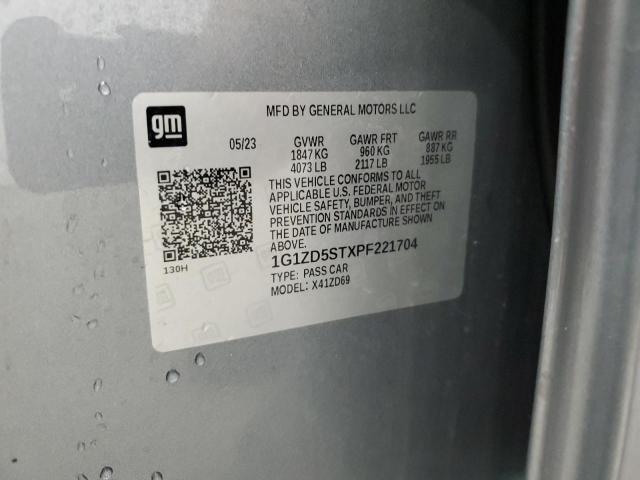 gm
MFD BY GENERAL MOTORS LLC
05/23 GVWR GAWR FRT GAWR RR
1847 KG 960 KG 887 KG
4073 LB 2117 LB 1955 LB
THIS VEHICLE CONFORMS TO ALL
APPLICABLE U.S. FEDERAL MOTOR
VEHICLE SAFETY, BUMPER, AND THEFT
PREVENTION STANDARDS IN EFFECT ON
THE DATE OF MANUFACTURE SHOWN
ABOVE.
130H
1G1ZD5STXPF221704
TYPE: PASS CAR
MODEL: X41ZD69